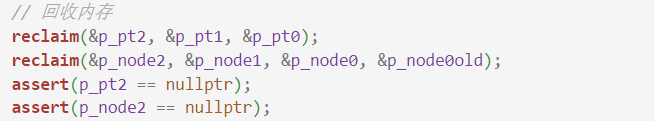 // 回收内存
reclaim(&p_pt2, &p_pt1, &p_pt0);
reclaim(&p_node2, &p_node1, &p_node0, &p_node0old);
assert(p_pt2 == nullptr);
assert(p_node2 == nullptr);